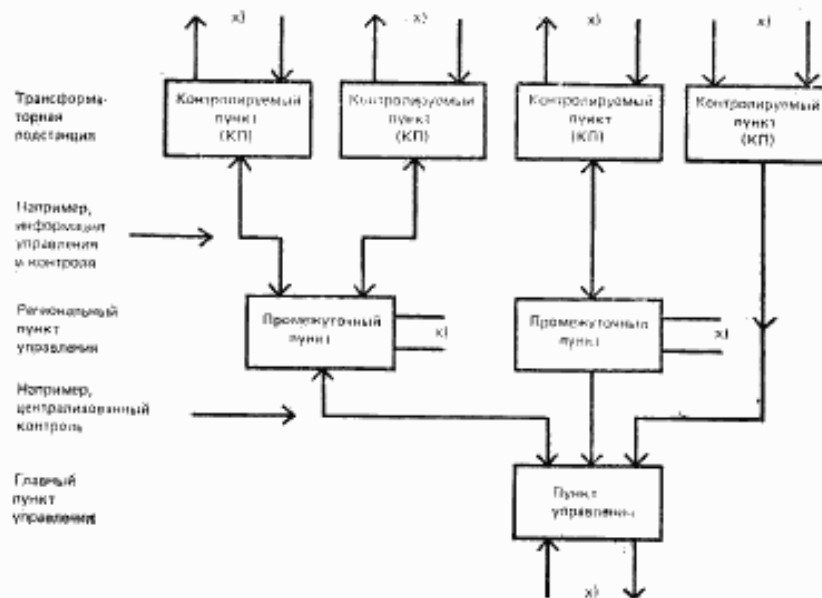 х) х) х) х)
Трансформа-
торная
подстанция
Контролируемый
пункт
(КП)
Контролируемый
пункт
(КП)
Контролируемый
пункт
(КП)
Контролируемый
пункт
(КП)
Например,
информация
управления
и контроля
Региональный
пункт
управления
Промежуточный
пункт
х)
Промежуточный
пункт
х)
Например,
централизованный
контроль
Главный
пункт
управления
Пункт
управления
х)